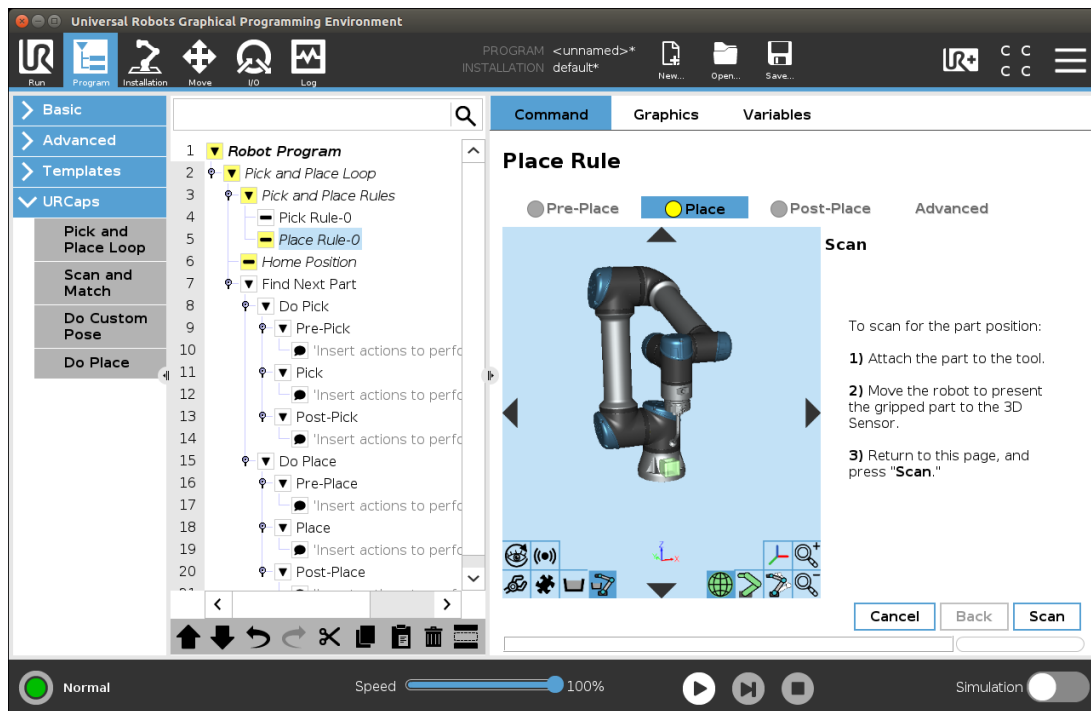 Universal Robots Graphical Programming Environment
PROGRAM <unnamed>*
INSTALLATION default*
Run
Program
Installation
Move
I/O
Log
New...
Open...
Save...
UR+
C C
C C
Basic
Advanced
Templates
URCaps
Pick and
Place Loop
Scan and
Match
Do Custom
Pose
Do Place
1 Robot Program
2 Pick and Place Loop
3 Pick and Place Rules
4 Pick Rule-0
5 Place Rule-0
6 Home Position
7 Find Next Part
8 Do Pick
9 Pre-Pick
10 'Insert actions to perfo
11 Pick
12 'Insert actions to perfo
13 Post-Pick
14 'Insert actions to perfo
15 Do Place
16 Pre-Place
17 'Insert actions to perfo
18 Place
19 'Insert actions to perfo
20 Post-Place
Command
Graphics
Variables
Place Rule
Pre-Place
Place
Post-Place
Advanced
Scan
To scan for the part position:
1) Attach the part to the tool.
2) Move the robot to present
the gripped part to the 3D
Sensor.
3) Return to this page, and
press "Scan."
Z
X
Cancel
Back
Scan
Normal
Speed
100%
Simulation